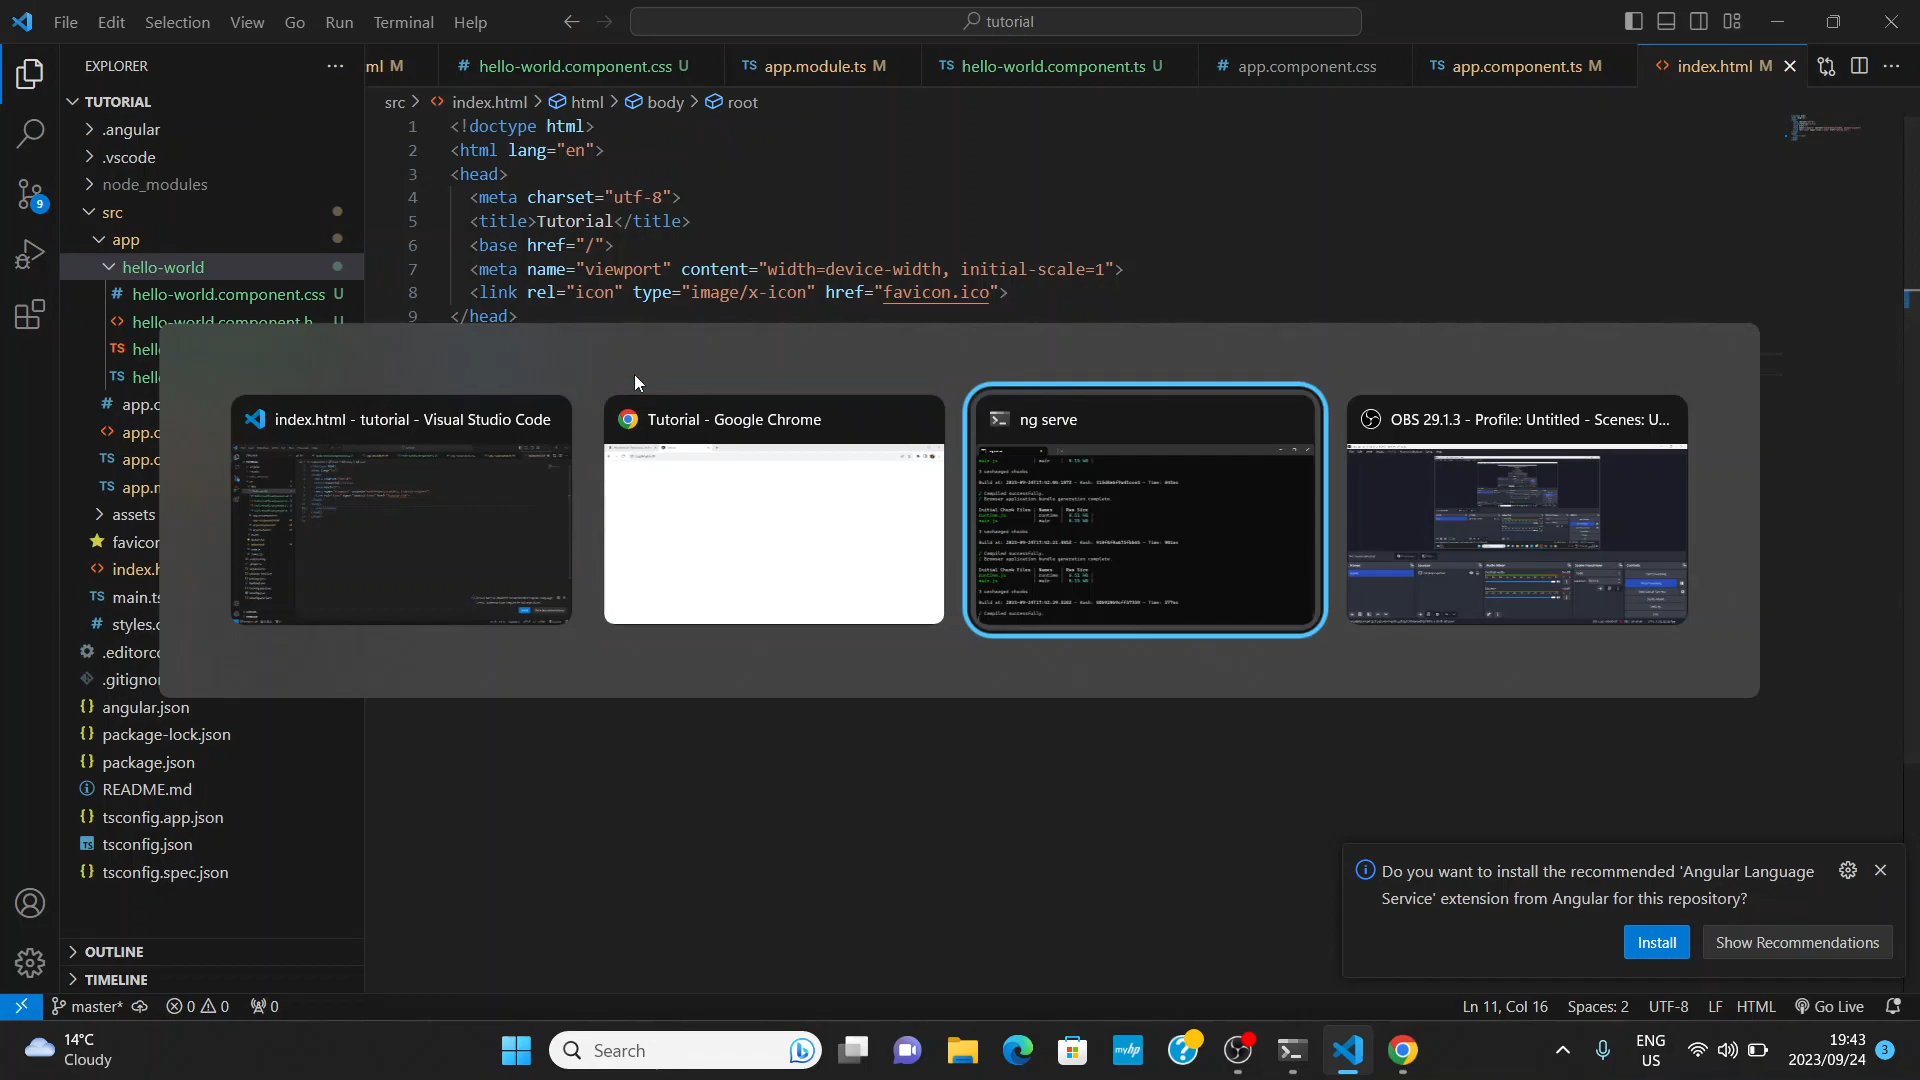 File Edit Selection View Go Run Terminal Help
tutorial
EXPLORER
ml M
# hello-world.component.css U
TS app.module.ts M
TS hello-world.component.ts U
# app.component.css
TS app.component.ts M
<> index.html M
src > <> index.html > html > body > root
TUTORIAL
.angular
.vscode
node_modules
src
app
hello-world
# hello-world.component.css U
<> hello-world.component.h U
TS hell
TS hell
# app.c
<> app.c
TS app.c
TS app.m
assets
favicon
<> index.h
TS main.ts
# styles.c
.editorco
.gitignor
{} angular.json
{} package-lock.json
{} package.json
README.md
{} tsconfig.app.json
TS tsconfig.json
{} tsconfig.spec.json
OUTLINE
TIMELINE
9
1 <!doctype html>
2 <html lang="en">
3 <head>
4 <meta charset="utf-8">
5 <title>Tutorial</title>
6 <base href="/">
7 <meta name="viewport" content="width=device-width, initial-scale=1">
8 <link rel="icon" type="image/x-icon" href="favicon.ico">
9 </head>
index.html - tutorial - Visual Studio Code
Tutorial - Google Chrome
ng serve
OBS 29.1.3 - Profile: Untitled - Scenes: U...
Do you want to install the recommended 'Angular Language
Service' extension from Angular for this repository?
Install
Show Recommendations
master* 0 0 0
Ln 11, Col 16 Spaces: 2 UTF-8 LF HTML Go Live
14°C
Cloudy
Search
myhp
ENG
US
19:43
2023/09/24
3